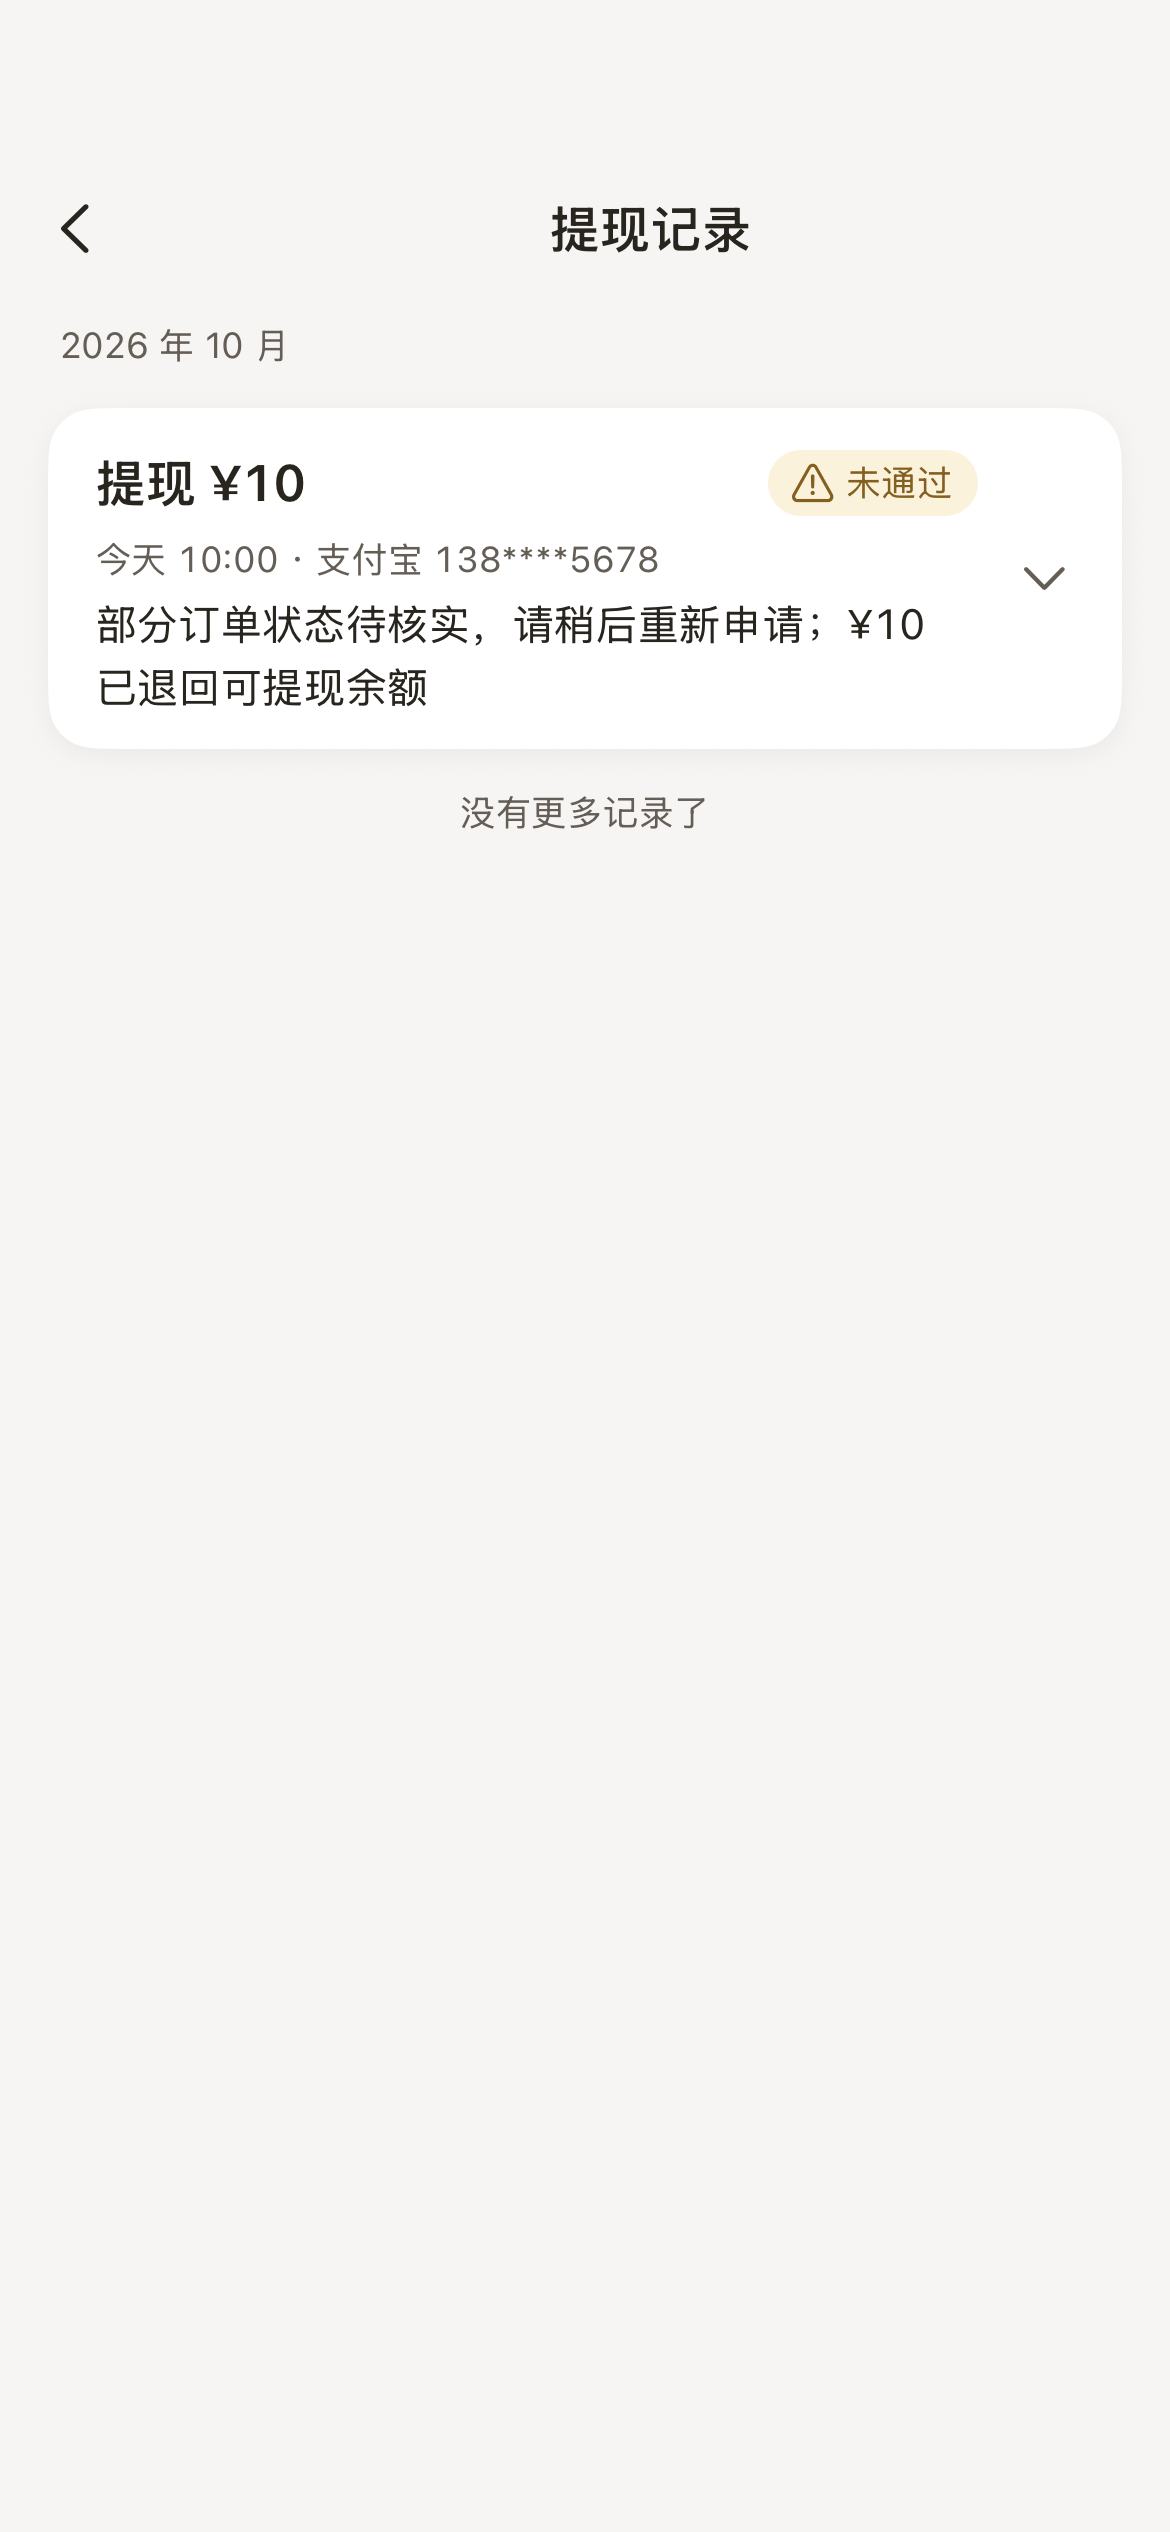 提现记录
2026 年 10 月
提现 ¥10
未通过
今天 10:00 · 支付宝 138****5678
部分订单状态待核实，请稍后重新申请；¥10
已退回可提现余额
没有更多记录了